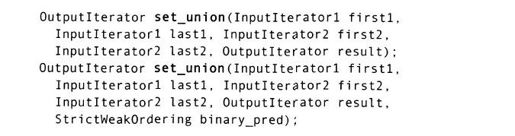 OutputIterator set_union(InputIterator1 first1,
InputIterator1 last1, InputIterator2 first2,
InputIterator2 last2, OutputIterator result);
OutputIterator set_union(InputIterator1 first1,
InputIterator1 last1, InputIterator2 first2,
InputIterator2 last2, OutputIterator result,
StrictWeakOrdering binary_pred);